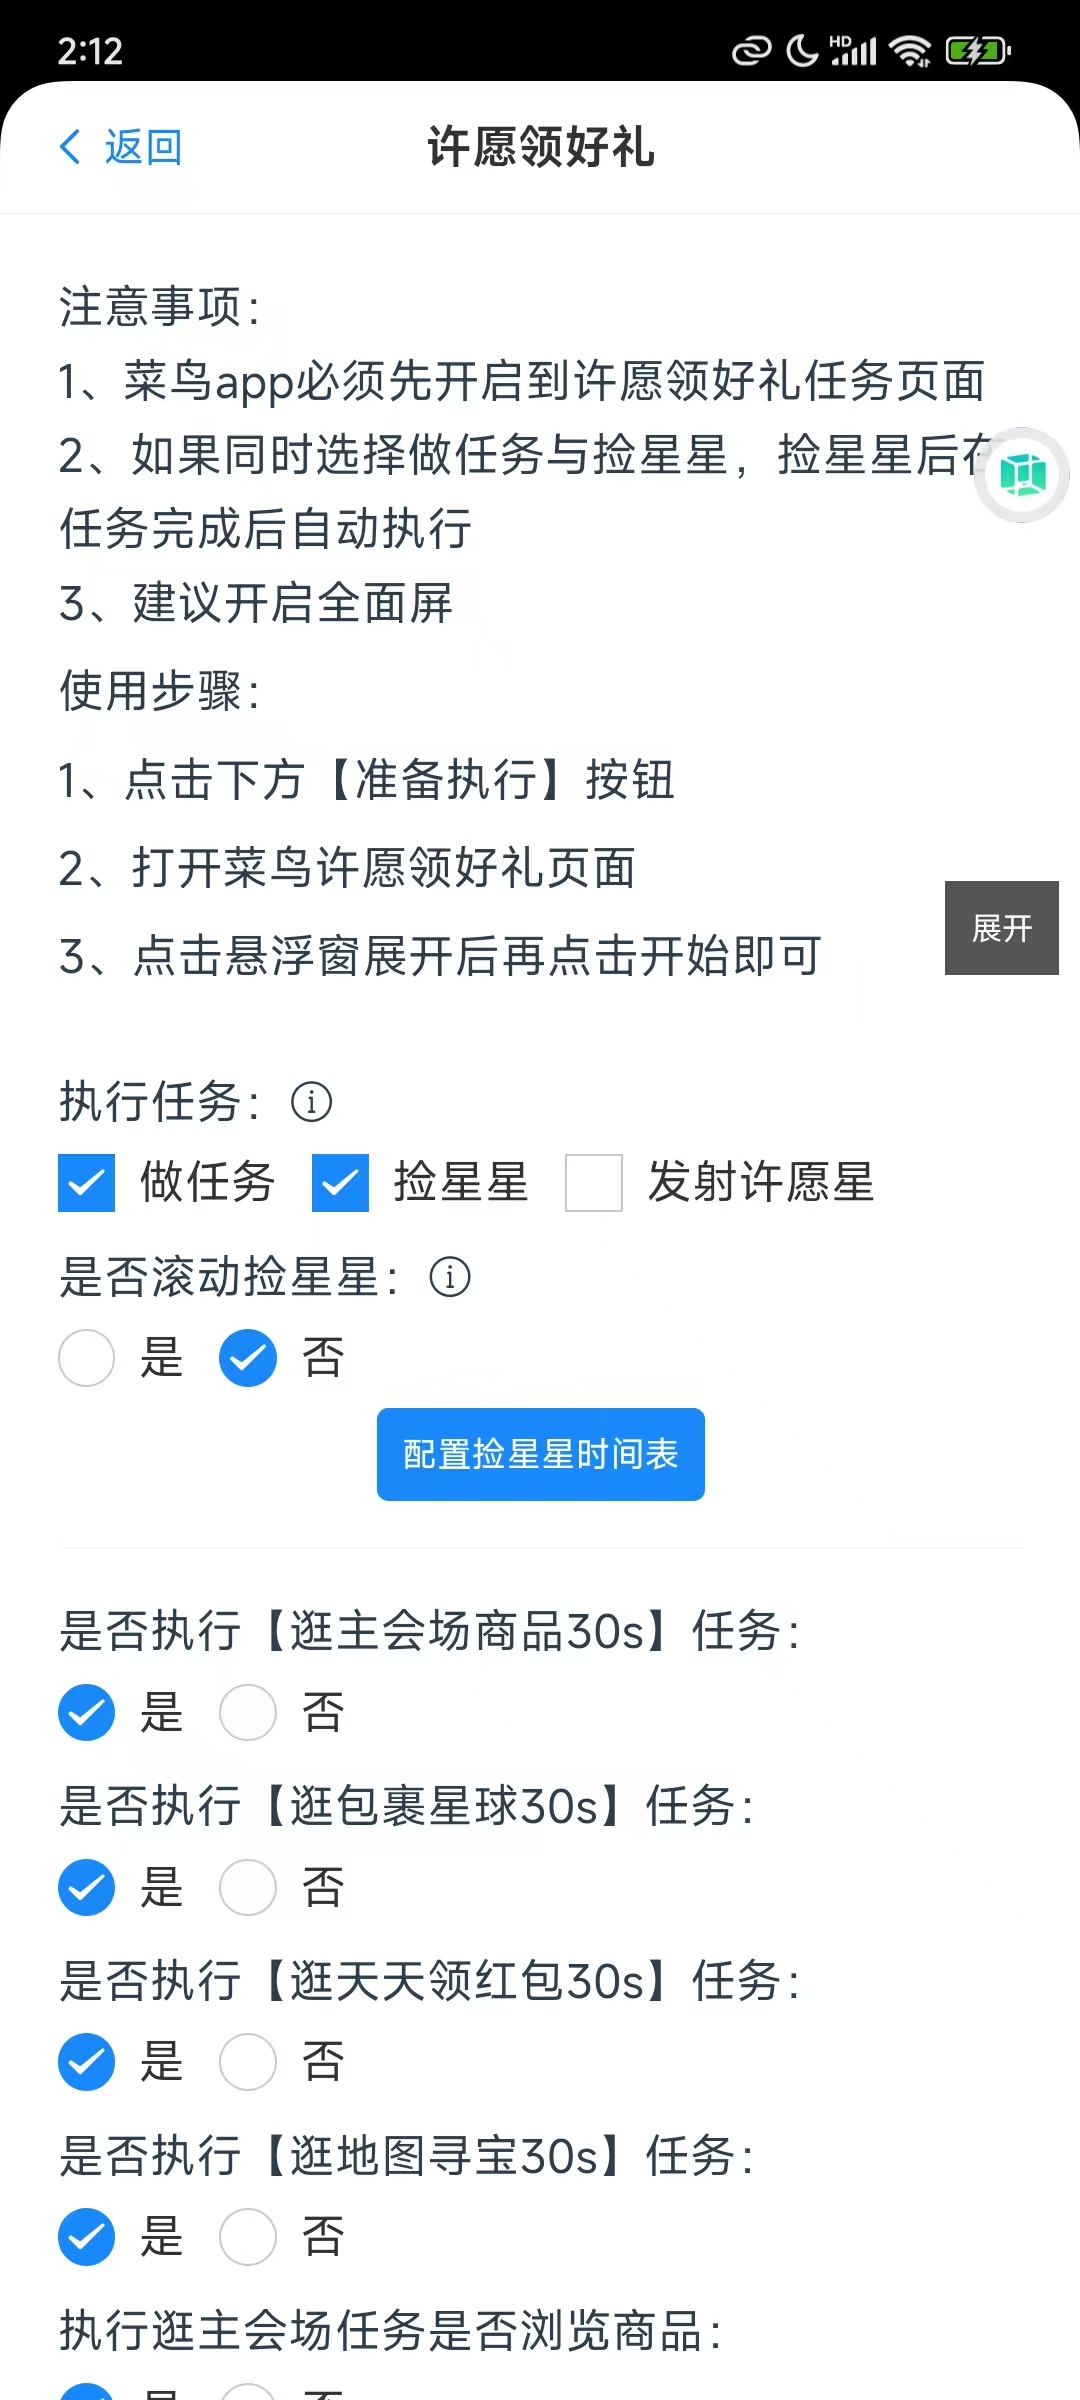 2:12
HD
返回
许愿领好礼
注意事项：
1、菜鸟app必须先开启到许愿领好礼任务页面
2、如果同时选择做任务与捡星星，捡星星后在
任务完成后自动执行
3、建议开启全面屏
使用步骤：
1、点击下方【准备执行】按钮
2、打开菜鸟许愿领好礼页面
展开
3、点击悬浮窗展开后再点击开始即可
执行任务：
做任务 捡星星 发射许愿星
是否滚动捡星星：
是 否
配置捡星星时间表
是否执行【逛主会场商品30s】任务：
是 否
是否执行【逛包裹星球30s】任务：
是 否
是否执行【逛天天领红包30s】任务：
是 否
是否执行【逛地图寻宝30s】任务：
是 否
执行逛主会场任务是否浏览商品：